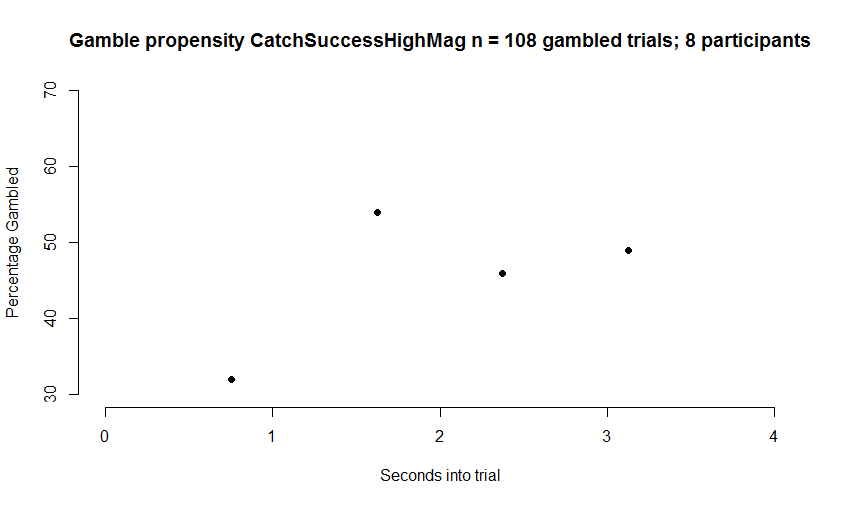 Gamble propensity CatchSuccessHighMag n = 108 gambled trials; 8 participants
Percentage Gambled
70
60
50
40
30
0 1 2 3 4
Seconds into trial